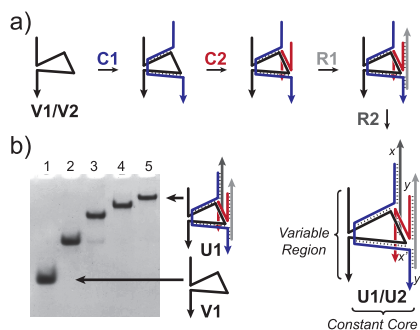 a)
C1 C2 R1
V1/V2
R2
b)
1 2 3 4 5
x' y'
Variable
Region
U1
x y
V1
U1/U2
Constant Core